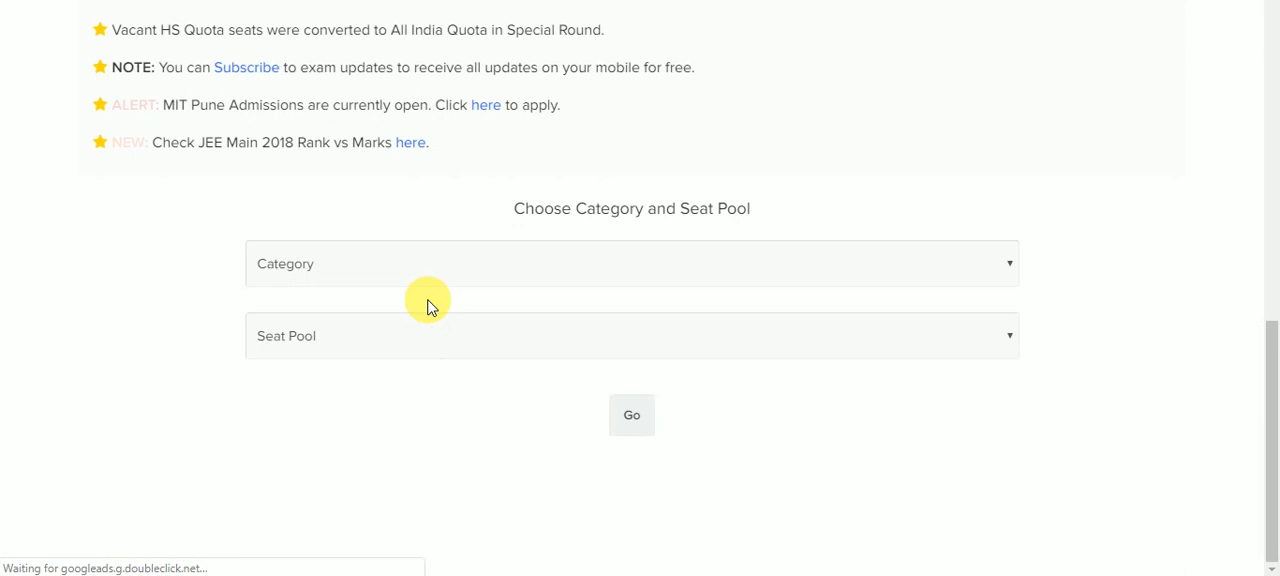 Vacant HS Quota seats were converted to All India Quota in Special Round.
NOTE: You can Subscribe to exam updates to receive all updates on your mobile for free.
ALERT: MIT Pune Admissions are currently open. Click here to apply.
NEW: Check JEE Main 2018 Rank vs Marks here.
Choose Category and Seat Pool
Category
Seat Pool
Go
Waiting for googleads.g.doubleclick.net...